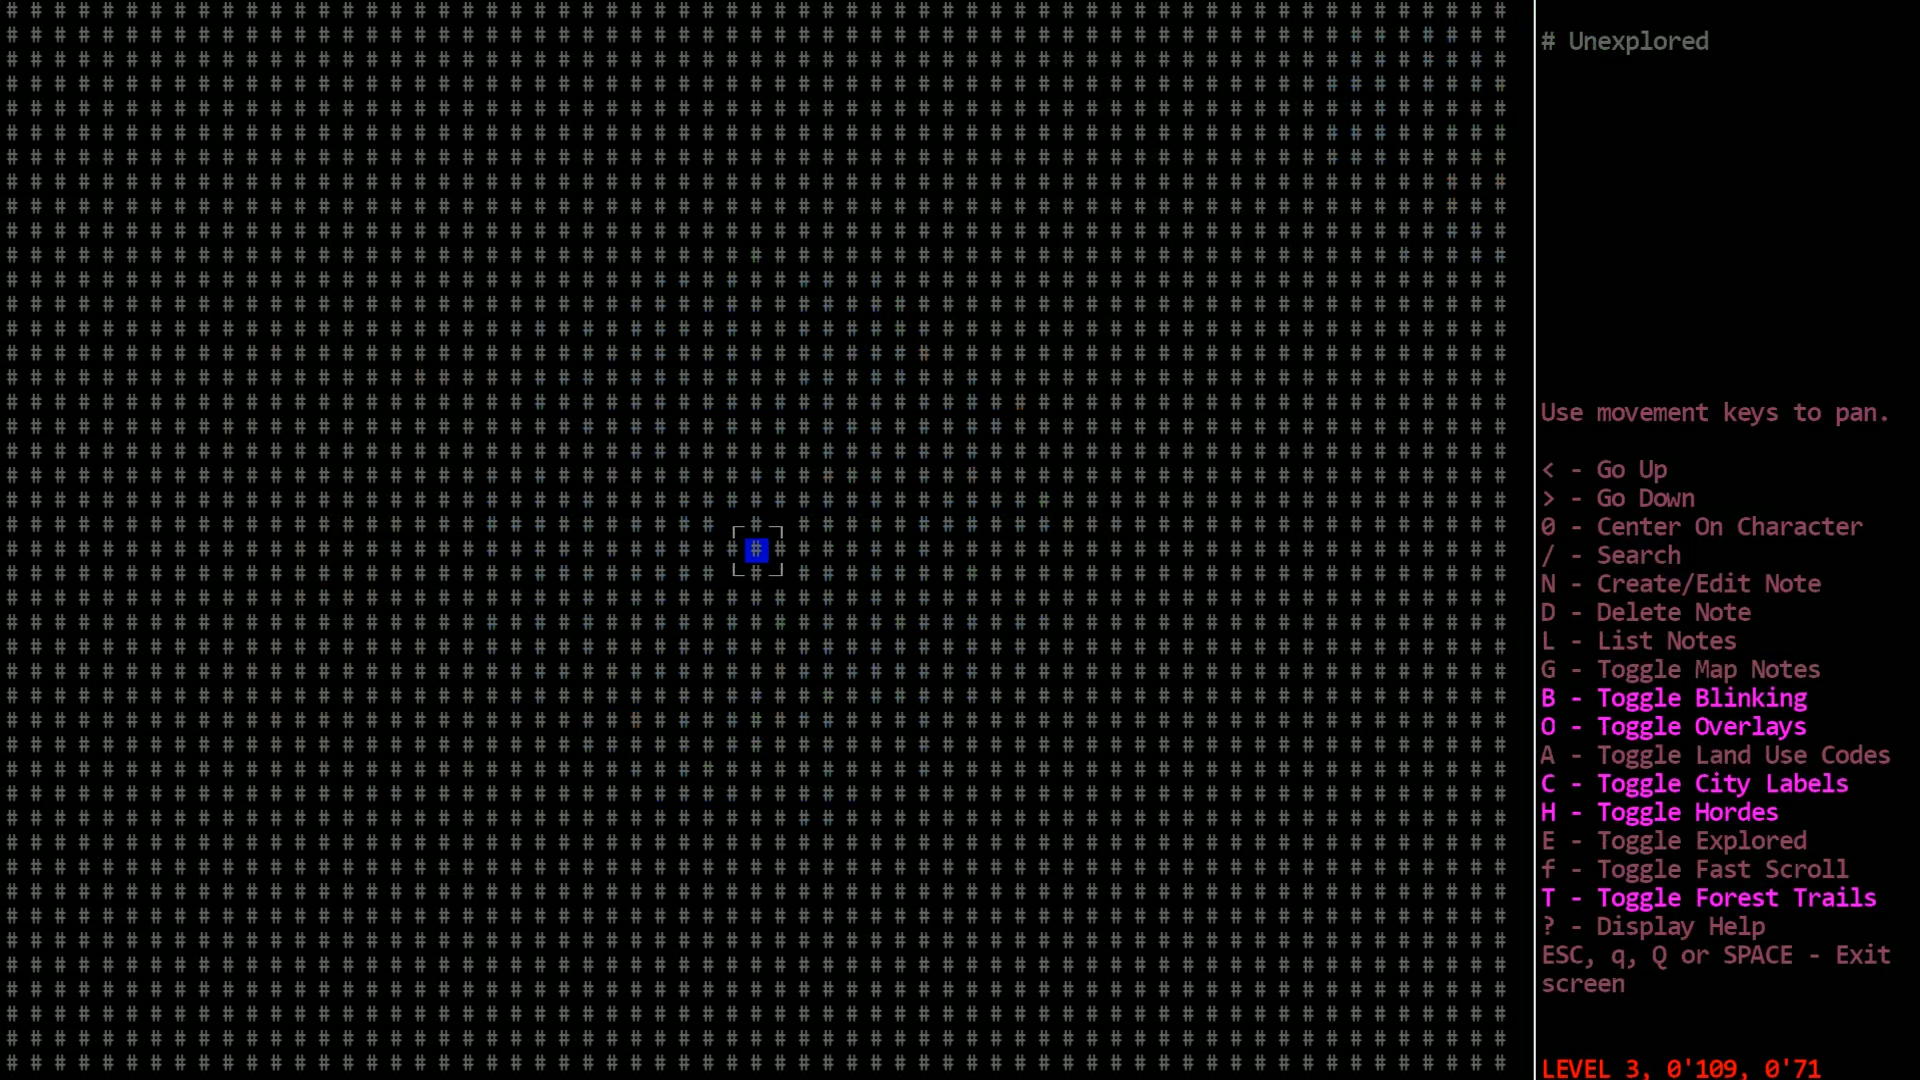 # Unexplored
Use movement keys to pan.
< - Go Up
> - Go Down
0 - Center On Character
/ - Search
N - Create/Edit Note
D - Delete Note
L - List Notes
G - Toggle Map Notes
B - Toggle Blinking
O - Toggle Overlays
A - Toggle Land Use Codes
C - Toggle City Labels
H - Toggle Hordes
E - Toggle Explored
f - Toggle Fast Scroll
T - Toggle Forest Trails
? - Display Help
ESC, q, Q or SPACE - Exit
screen
LEVEL 3, 0'109, 0'71